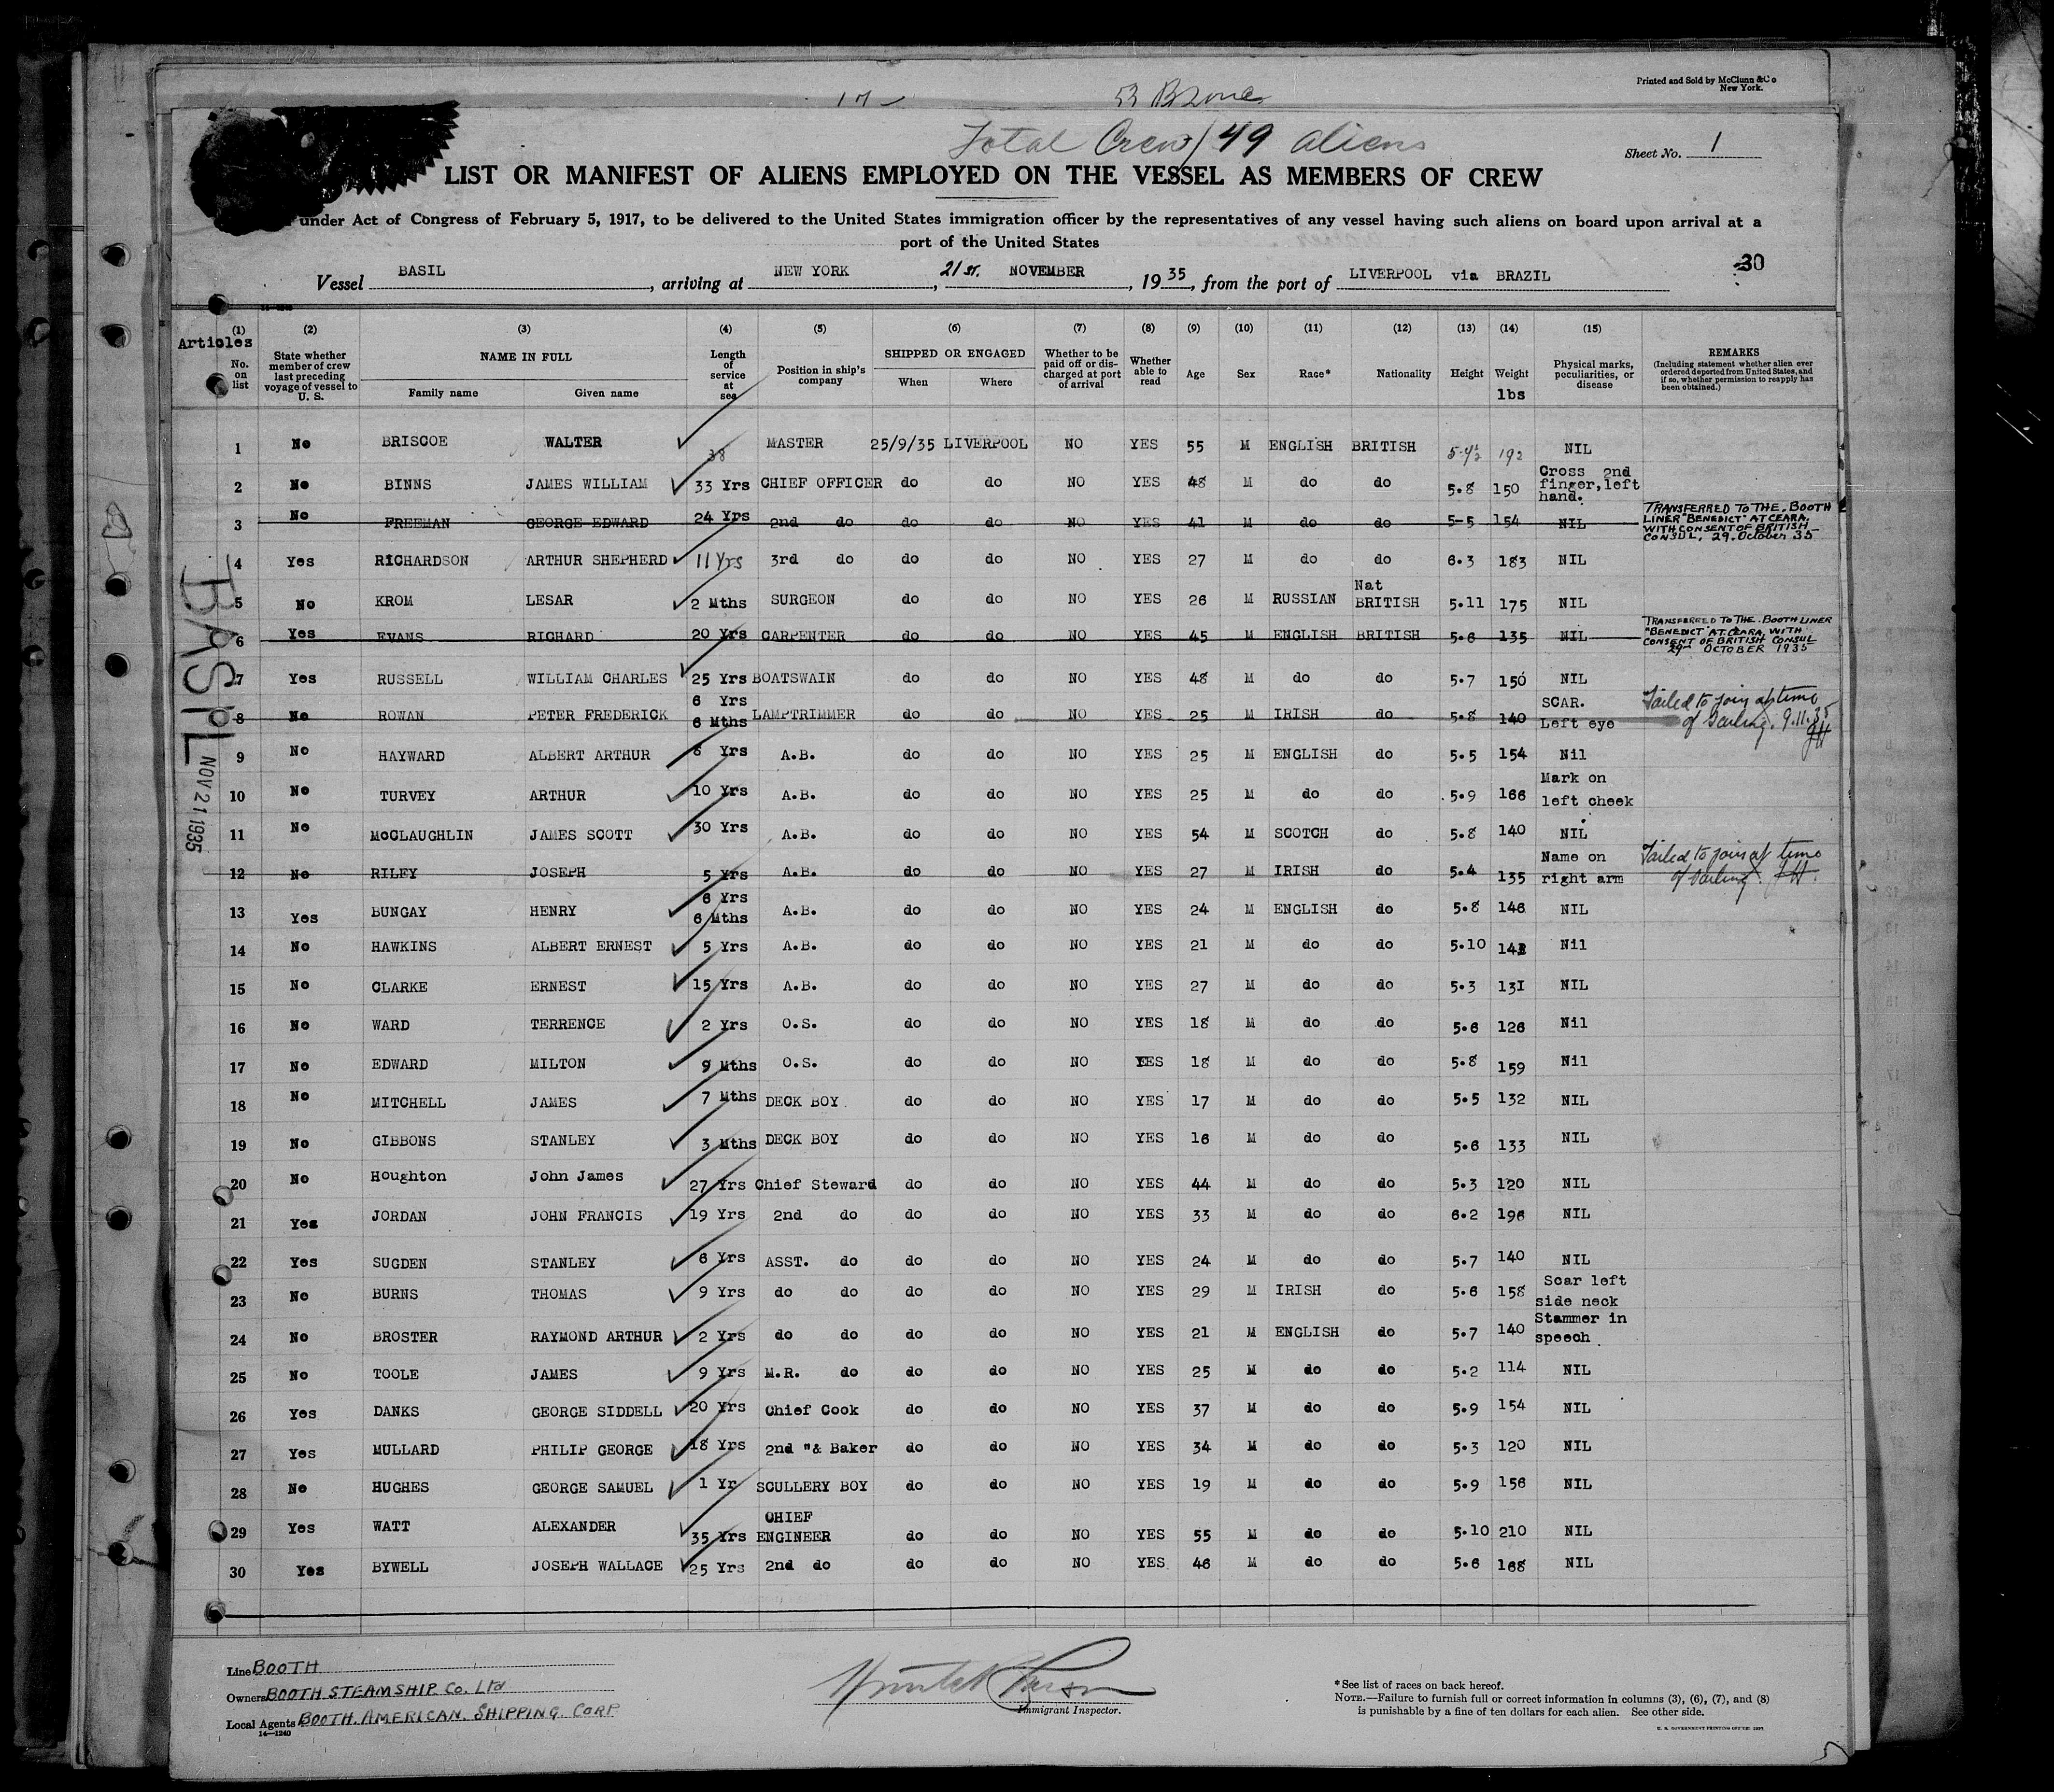 Printed and Sold by McClunn & Co
New York.
Total Crew 49 aliens
Sheet No. 1
LIST OR MANIFEST OF ALIENS EMPLOYED ON THE VESSEL AS MEMBERS OF CREW
under Act of Congress of February 5, 1917, to be delivered to the United States immigration officer by the representatives of any vessel having such aliens on board upon arrival at a
port of the United States
30
Vessel BASIL, arriving at NEW YORK, 21st. NOVEMBER, 1935, from the port of LIVERPOOL via BRAZIL
(1) (2) (3) (4) (5) (6) (7) (8) (9) (10) (11) (12) (13) (14) (15)
Articles No. on list
State whether member of crew last preceding voyage of vessel to U. S.
NAME IN FULL
Family name
Given name
Length of service at sea
Position in ship's company
SHIPPED OR ENGAGED
When
Where
Whether to be paid off or discharged at port of arrival
Whether able to read
Age
Sex
Race*
Nationality
Height
Weight lbs
Physical marks, peculiarities, or disease
REMARKS
(Including statement whether alien ever ordered deported from United States, and if so, whether permission to reapply has been obtained.)
1 No BRISCOE WALTER 38 MASTER 25/9/35 LIVERPOOL NO YES 55 M ENGLISH BRITISH 5-4½ 192 NIL
2 No BINNS JAMES WILLIAM 33 Yrs CHIEF OFFICER do do NO YES 48 M do do 5.8 150 Cross 2nd finger, left hand.
3 No FREEMAN GEORGE EDWARD 24 Yrs 2nd do do do NO YES 41 M do do 5-5 154 NIL TRANSFERRED TO THE BOOTH LINER "BENEDICT" AT CEARA, WITH CONSENT OF BRITISH CONSUL, 29. October 35
4 Yes RICHARDSON ARTHUR SHEPHERD 11 Yrs 3rd do do do NO YES 27 M do do 6.3 183 NIL
5 No KROM LESAR 2 Mths SURGEON do do NO YES 26 M RUSSIAN Nat BRITISH 5.11 175 NIL
6 Yes EVANS RICHARD 20 Yrs CARPENTER do do NO YES 45 M ENGLISH BRITISH 5.6 135 NIL TRANSFERRED TO THE BOOTH LINER "BENEDICT" AT CEARA, WITH CONSENT OF BRITISH CONSUL 29th OCTOBER 1935
7 Yes RUSSELL WILLIAM CHARLES 25 Yrs BOATSWAIN do do NO YES 48 M do do 5.7 150 NIL
8 No ROWAN PETER FREDERICK 6 Yrs 6 Mths LAMPTRIMMER do do NO YES 25 M IRISH do 5.8 140 SCAR. Left eye Failed to join at time of Sailing. 9.11.35
9 No HAYWARD ALBERT ARTHUR 6 Yrs A.B. do do NO YES 25 M ENGLISH do 5.5 154 Nil
10 No TURVEY ARTHUR 10 Yrs A.B. do do NO YES 25 M do do 5.9 166 Mark on left cheek
11 No McCLAUGHLIN JAMES SCOTT 30 Yrs A.B. do do NO YES 54 M SCOTCH do 5.8 140 NIL
12 No RILEY JOSEPH 5 Yrs A.B. do do NO YES 27 M IRISH do 5.4 135 Name on right arm Failed to join at time of Sailing.
13 Yes BUNGAY HENRY 6 Yrs 6 Mths A.B. do do NO YES 24 M ENGLISH do 5.8 146 NIL
14 No HAWKINS ALBERT ERNEST 5 Yrs A.B. do do NO YES 21 M do do 5.10 Nil
15 No CLARKE ERNEST 15 Yrs A.B. do do NO YES 27 M do do 5.3 131 NIL
16 No WARD TERRENCE 2 Yrs O.S. do do NO YES 18 M do do 5.6 126 Nil
17 No EDWARD MILTON 9 Mths O.S. do do NO YES 18 M do do 5.8 159 Nil
18 No MITCHELL JAMES 7 Mths DECK BOY do do NO YES 17 M do do 5.5 132 NIL
19 No GIBBONS STANLEY 3 Mths DECK BOY do do NO YES 16 M do do 5.6 133 NIL
20 No Houghton John James 27 Yrs Chief Steward do do NO YES 44 M do do 5.3 120 NIL
21 Yes JORDAN JOHN FRANCIS 19 Yrs 2nd do do do NO YES 33 M do do 6.2 196 NIL
22 Yes SUGDEN STANLEY 6 Yrs ASST. do do do NO YES 24 M do do 5.7 140 NIL
23 No BURNS THOMAS 9 Yrs do do do do NO YES 29 M IRISH do 5.6 158 Scar left side neck
24 No BROSTER RAYMOND ARTHUR 2 Yrs do do do do NO YES 21 M ENGLISH do 5.7 140 Stammer in speech
25 No TOOLE JAMES 9 Yrs M.R. do do do NO YES 25 M do do 5.2 114 NIL
26 Yes DANKS GEORGE SIDDELL 20 Yrs Chief Cook do do NO YES 37 M do do 5.9 154 NIL
27 Yes MULLARD PHILIP GEORGE 18 Yrs 2nd "& Baker do do NO YES 34 M do do 5.3 120 NIL
28 No HUGHES GEORGE SAMUEL 1 Yr SCULLERY BOY do do NO YES 19 M do do 5.9 156 NIL
29 Yes WATT ALEXANDER 35 Yrs CHIEF ENGINEER do do NO YES 55 M do do 5.10 210 NIL
30 Yes BYWELL JOSEPH WALLACE 25 Yrs 2nd do do do NO YES 46 M do do 5.6 168 NIL
BASIL
NOV 21 1935
Line BOOTH
Owners BOOTH STEAMSHIP Co. Ltd
Local Agents BOOTH. AMERICAN. SHIPPING. CORP
14—1240
Immigrant Inspector.
*See list of races on back hereof.
NOTE.—Failure to furnish full or correct information in columns (3), (6), (7), and (8)
is punishable by a fine of ten dollars for each alien. See other side.